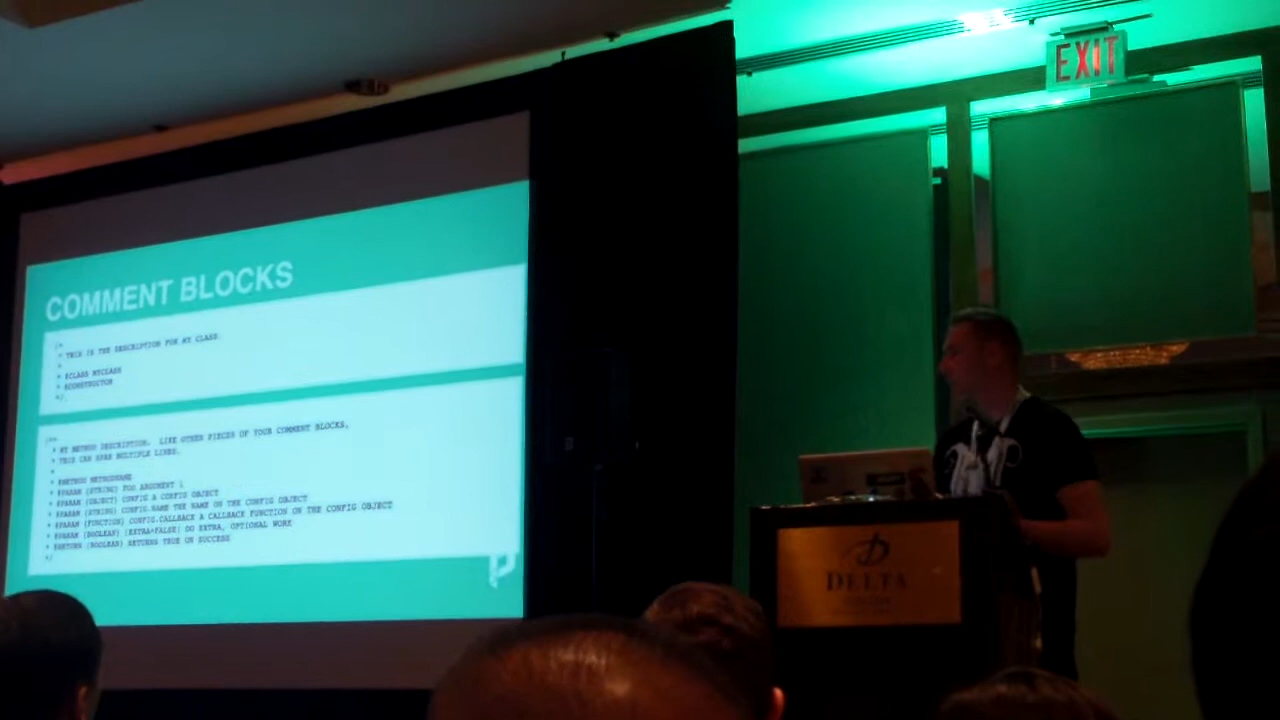 COMMENT BLOCKS
/*
* THIS IS THE DESCRIPTION FOR MY CLASS.
*
* @CLASS MYCLASS
* @CONSTRUCTOR
*/
/**
* MY METHOD DESCRIPTION. LIKE OTHER PIECES OF YOUR COMMENT BLOCKS,
* THIS CAN SPAN MULTIPLE LINES.
*
* @METHOD METHODNAME
* @PARAM {STRING} FOO ARGUMENT 1
* @PARAM {OBJECT} CONFIG A CONFIG OBJECT
* @PARAM {STRING} CONFIG.NAME THE NAME ON THE CONFIG OBJECT
* @PARAM {FUNCTION} CONFIG.CALLBACK A CALLBACK FUNCTION ON THE CONFIG OBJECT
* @PARAM {BOOLEAN} [EXTRA=FALSE] DO EXTRA, OPTIONAL WORK
* @RETURN {BOOLEAN} RETURNS TRUE ON SUCCESS
*/
P
EXIT
DELTA